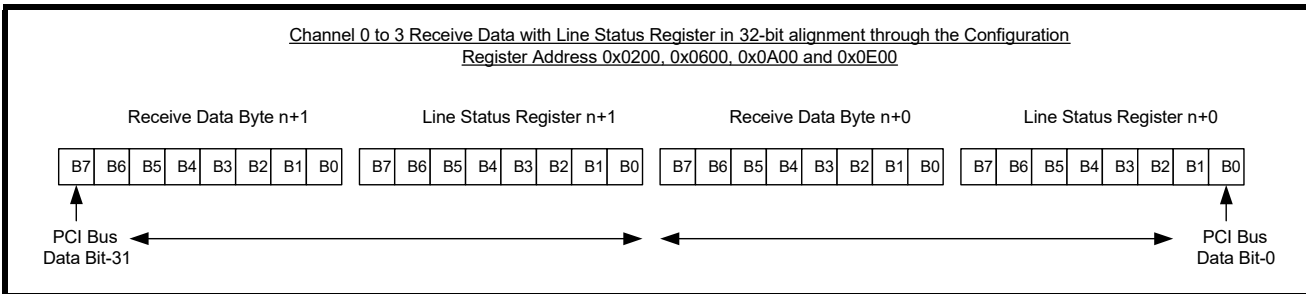 Channel 0 to 3 Receive Data with Line Status Register in 32-bit alignment through the Configuration
Register Address 0x0200, 0x0600, 0x0A00 and 0x0E00
Receive Data Byte n+1
Line Status Register n+1
Receive Data Byte n+0
Line Status Register n+0
B7 B6 B5 B4 B3 B2 B1 B0
B7 B6 B5 B4 B3 B2 B1 B0
B7 B6 B5 B4 B3 B2 B1 B0
B7 B6 B5 B4 B3 B2 B1 B0
PCI Bus
Data Bit-31
PCI Bus
Data Bit-0